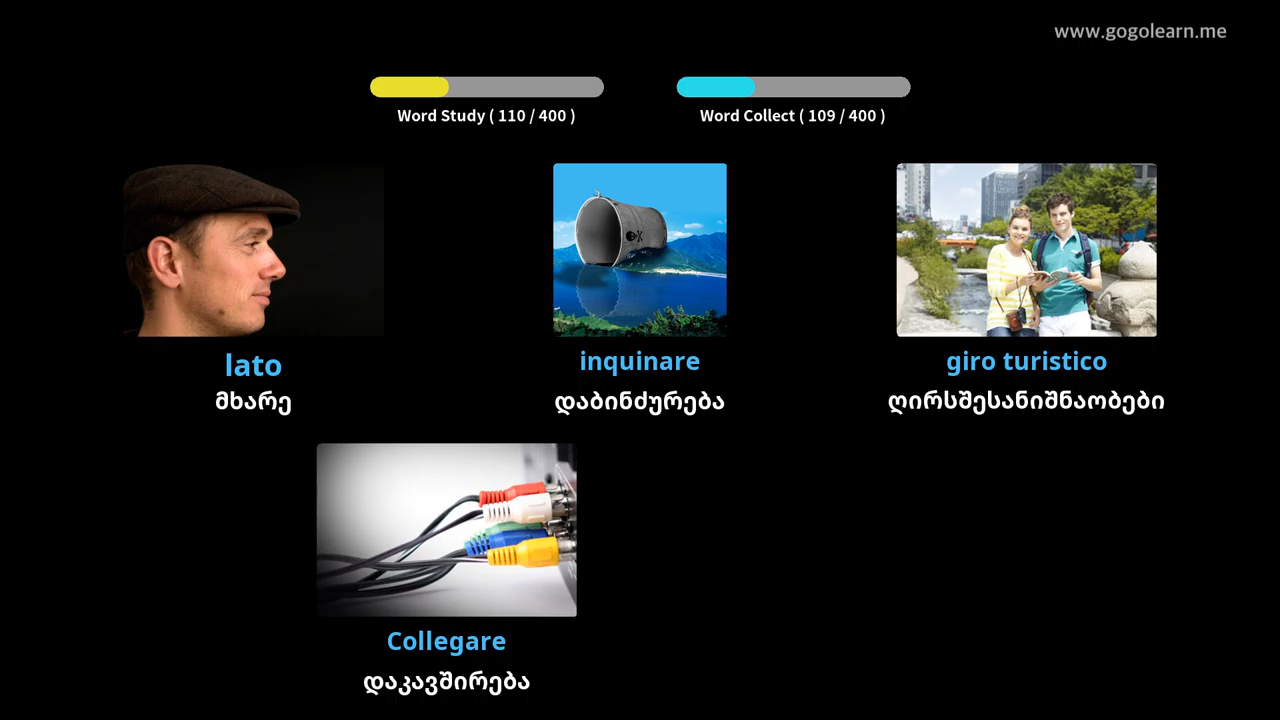 www.gogolearn.me
Word Study ( 110 / 400 )
Word Collect ( 109 / 400 )
lato
მხარე
inquinare
დაბინძურება
giro turistico
ღირსშესანიშნაობები
Collegare
დაკავშირება